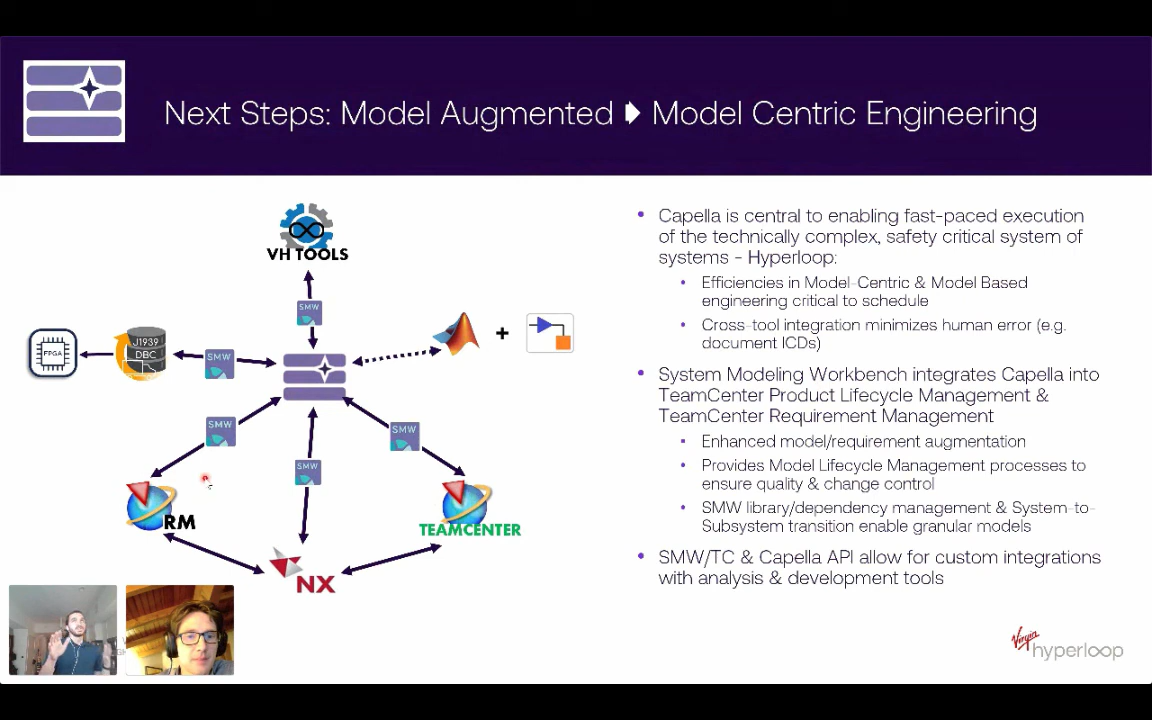 Next Steps: Model Augmented Model Centric Engineering
VH TOOLS
SMW
FPGA
J1939
DBC
SMW
+
SMW
SMW
SMW
RM
TEAMCENTER
NX
• Capella is central to enabling fast-paced execution
of the technically complex, safety critical system of
systems - Hyperloop:
• Efficiencies in Model-Centric & Model Based
engineering critical to schedule
• Cross-tool integration minimizes human error (e.g.
document ICDs)
• System Modeling Workbench integrates Capella into
TeamCenter Product Lifecycle Management &
TeamCenter Requirement Management
• Enhanced model/requirement augmentation
• Provides Model Lifecycle Management processes to
ensure quality & change control
• SMW library/dependency management & System-to-
Subsystem transition enable granular models
• SMW/TC & Capella API allow for custom integrations
with analysis & development tools
Virgin
hyperloop